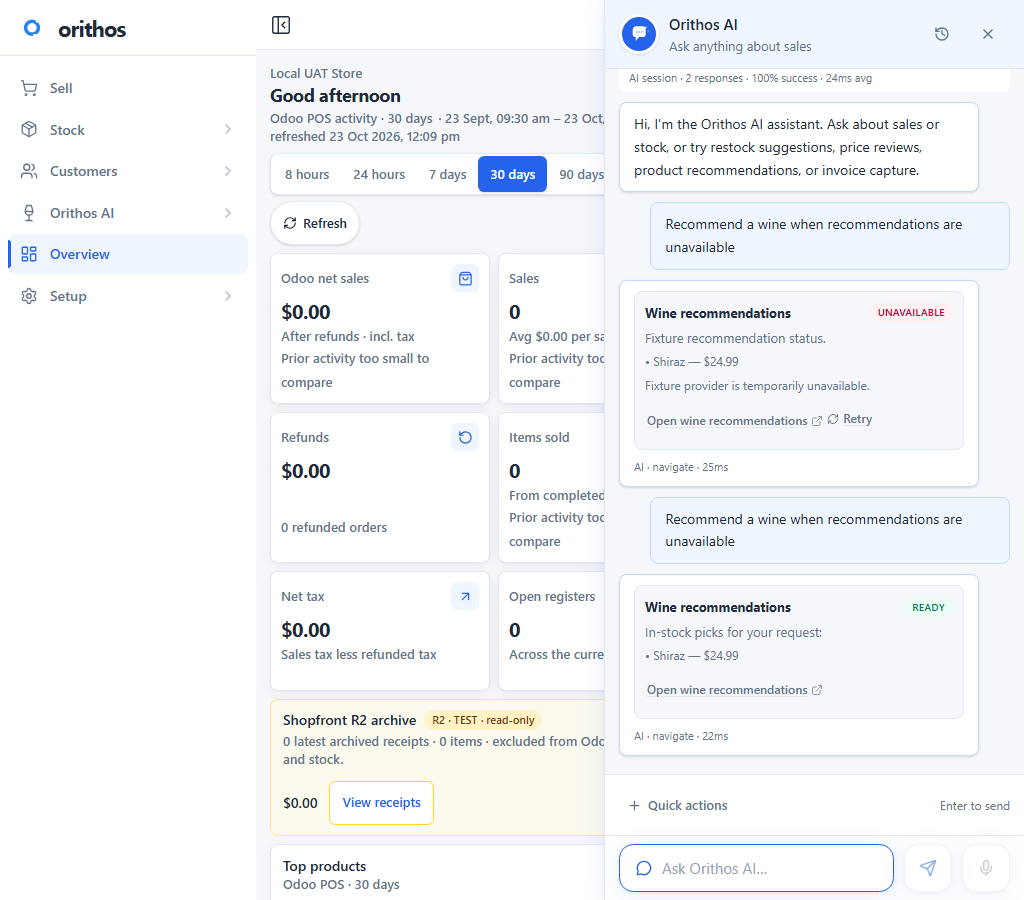 orithos
Sell
Stock
Customers
Orithos AI
Overview
Setup
Local UAT Store
Good afternoon
Odoo POS activity · 30 days · 23 Sept, 09:30 am – 23 Oct,
refreshed 23 Oct 2026, 12:09 pm
8 hours 24 hours 7 days 30 days 90 days
Refresh
Odoo net sales
$0.00
After refunds · incl. tax
Prior activity too small to
compare
Sales
0
Avg $0.00 per sa
Prior activity too
compare
Refunds
$0.00
0 refunded orders
Items sold
0
From completed
Prior activity too
compare
Net tax
$0.00
Sales tax less refunded tax
Open registers
0
Across the curre
Shopfront R2 archive R2 · TEST · read-only
0 latest archived receipts · 0 items · excluded from Odo
and stock.
$0.00 View receipts
Top products
Odoo POS · 30 days
Orithos AI
Ask anything about sales
AI session · 2 responses · 100% success · 24ms avg
Hi, I'm the Orithos AI assistant. Ask about sales or
stock, or try restock suggestions, price reviews,
product recommendations, or invoice capture.
Recommend a wine when recommendations are
unavailable
Wine recommendations UNAVAILABLE
Fixture recommendation status.
• Shiraz — $24.99
Fixture provider is temporarily unavailable.
Open wine recommendations Retry
AI · navigate · 25ms
Recommend a wine when recommendations are
unavailable
Wine recommendations READY
In-stock picks for your request:
• Shiraz — $24.99
Open wine recommendations
AI · navigate · 22ms
Quick actions Enter to send
Ask Orithos AI...